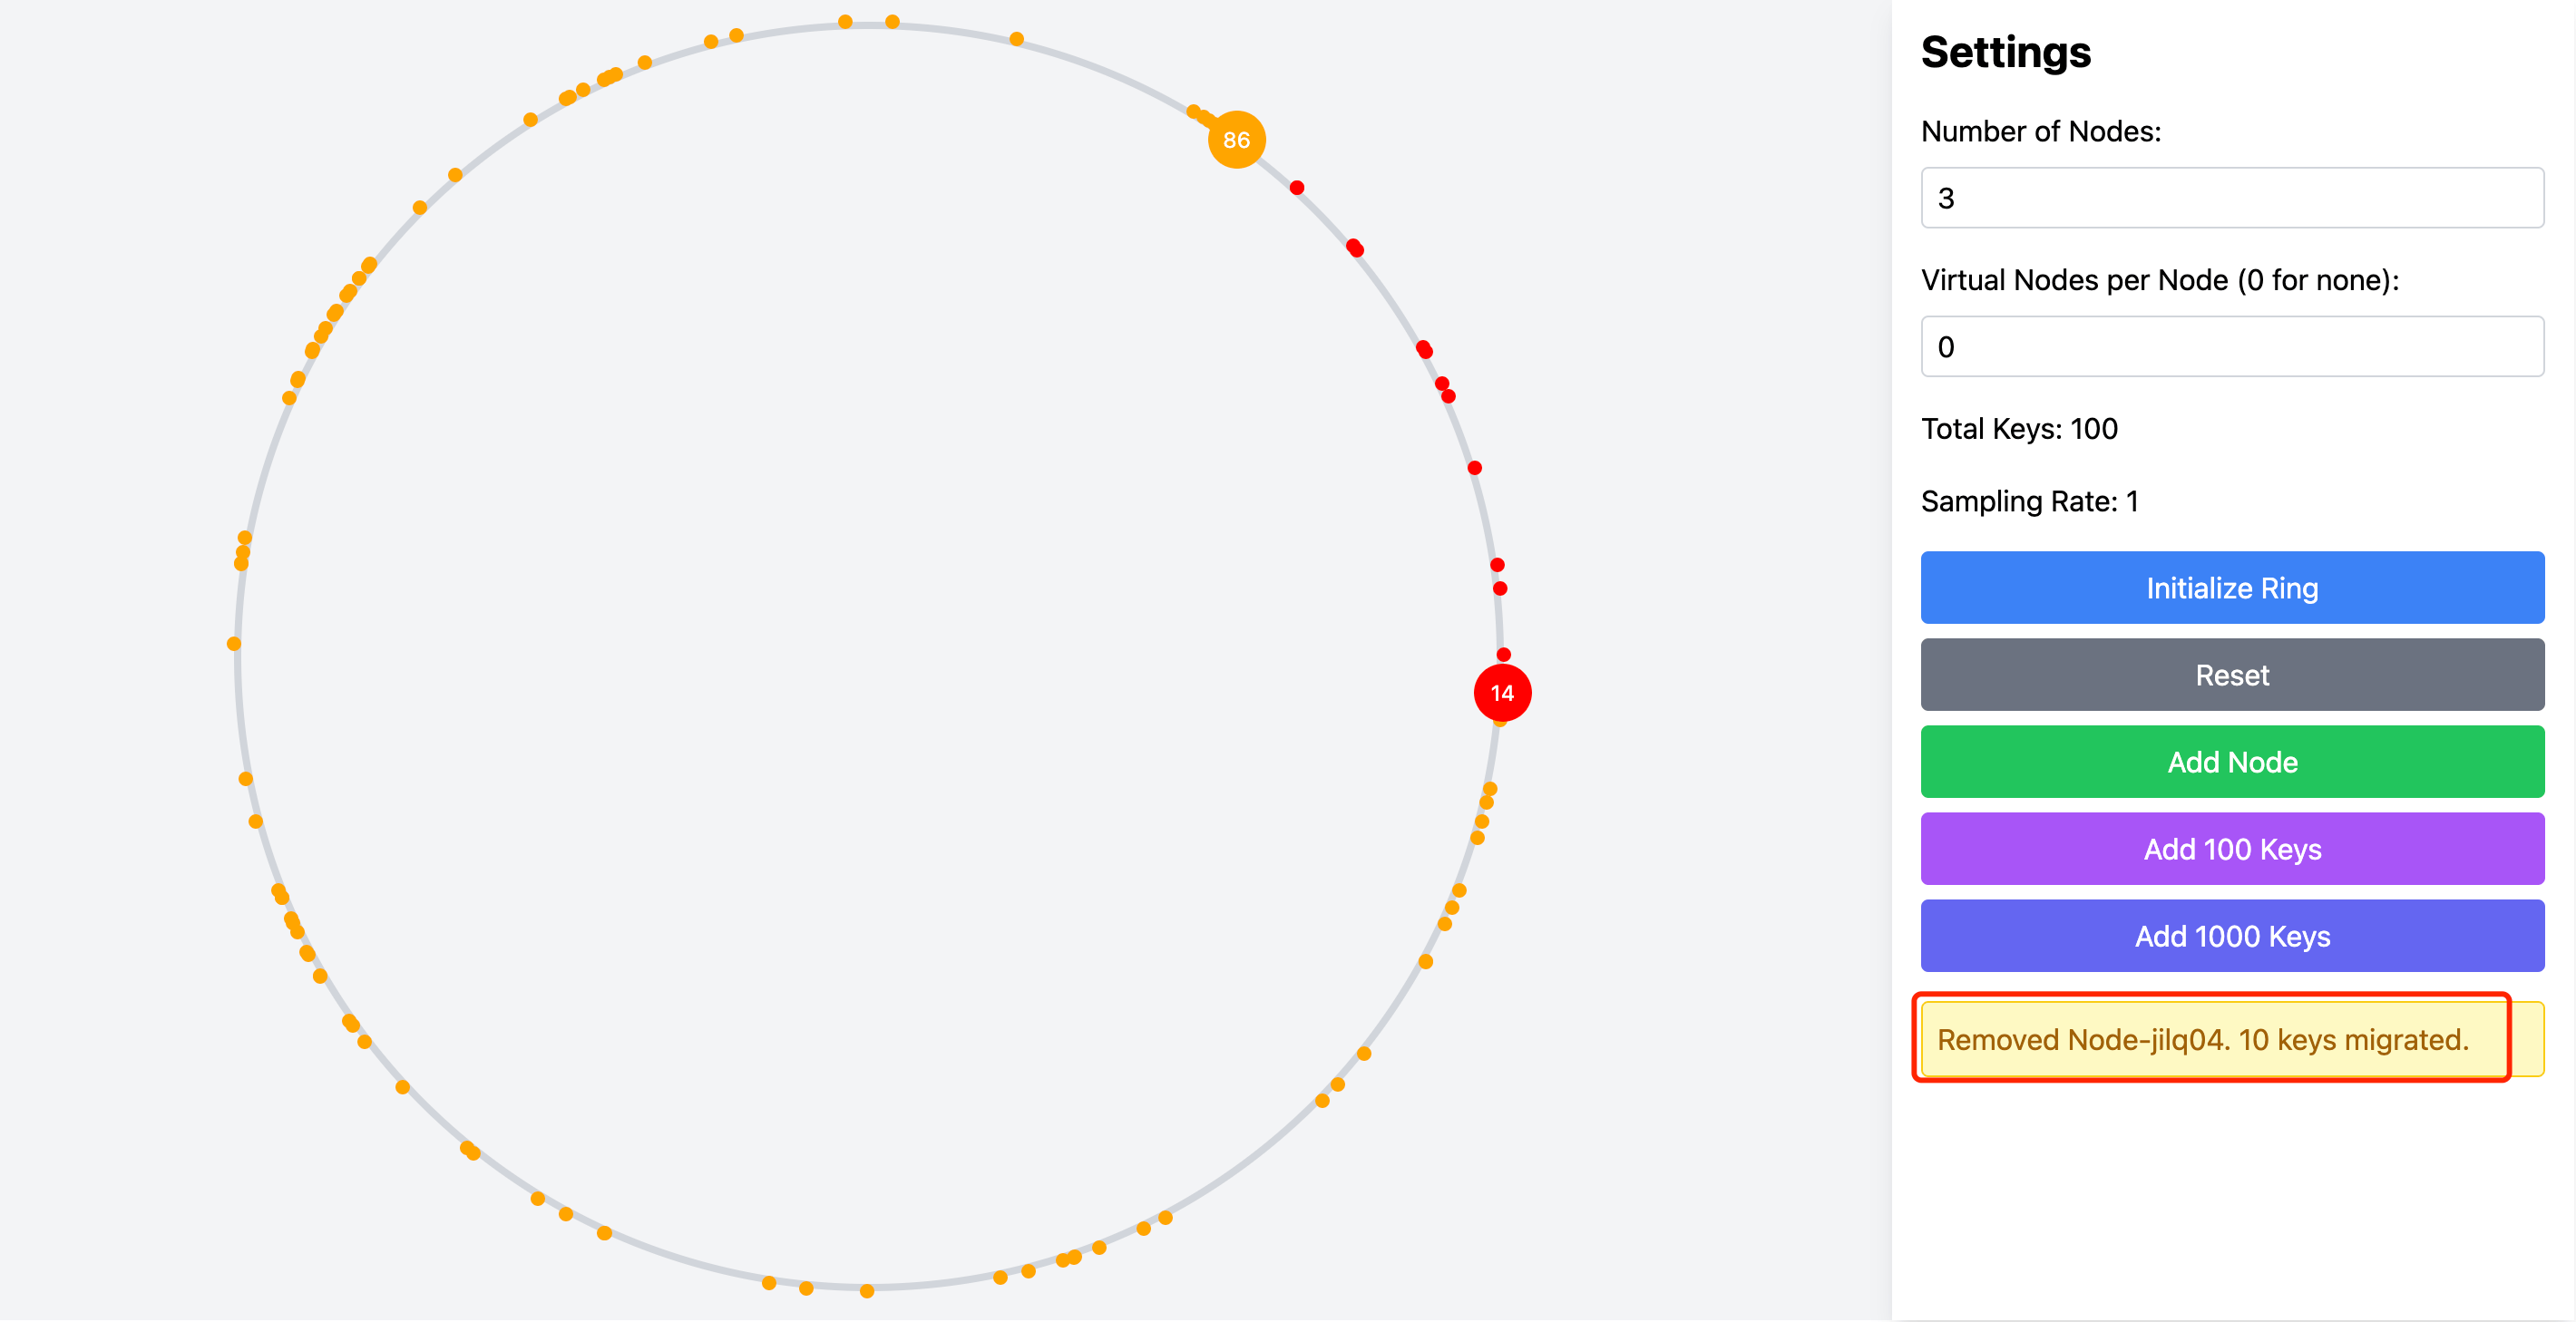 86
14
Settings
Number of Nodes:
3
Virtual Nodes per Node (0 for none):
0
Total Keys: 100
Sampling Rate: 1
Initialize Ring
Reset
Add Node
Add 100 Keys
Add 1000 Keys
Removed Node-jilq04. 10 keys migrated.